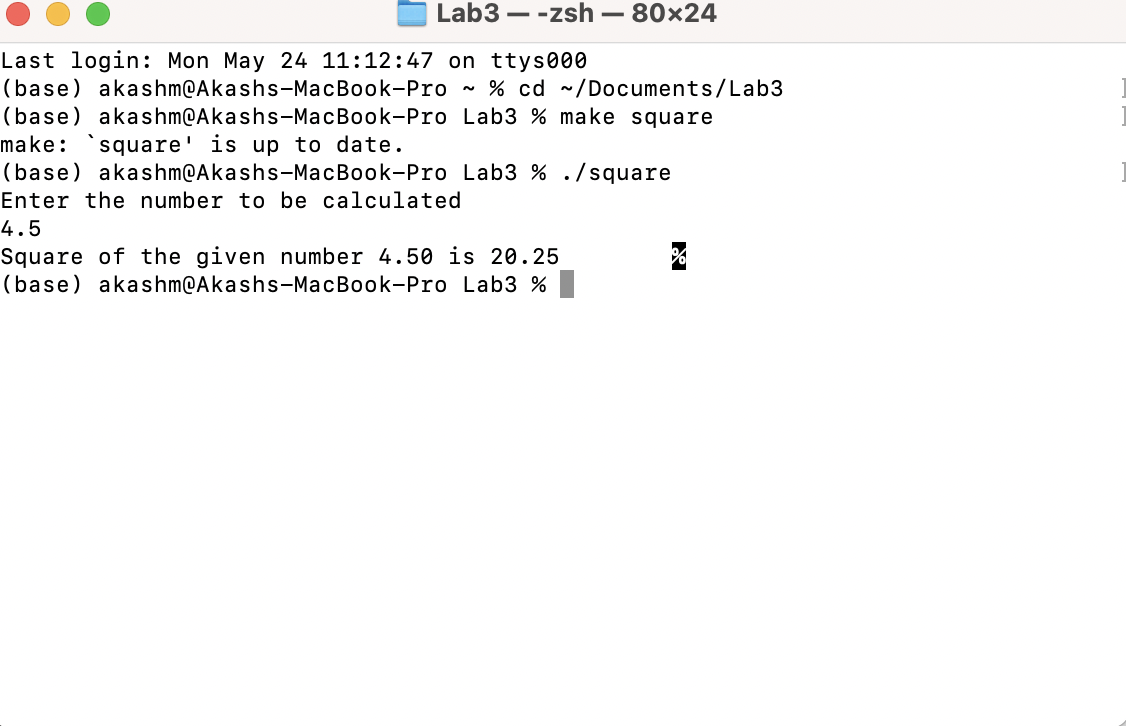 Lab3 — -zsh — 80×24
Last login: Mon May 24 11:12:47 on ttys000
(base) akashm@Akashs-MacBook-Pro ~ % cd ~/Documents/Lab3
(base) akashm@Akashs-MacBook-Pro Lab3 % make square
make: `square' is up to date.
(base) akashm@Akashs-MacBook-Pro Lab3 % ./square
Enter the number to be calculated
4.5
Square of the given number 4.50 is 20.25        %
(base) akashm@Akashs-MacBook-Pro Lab3 %